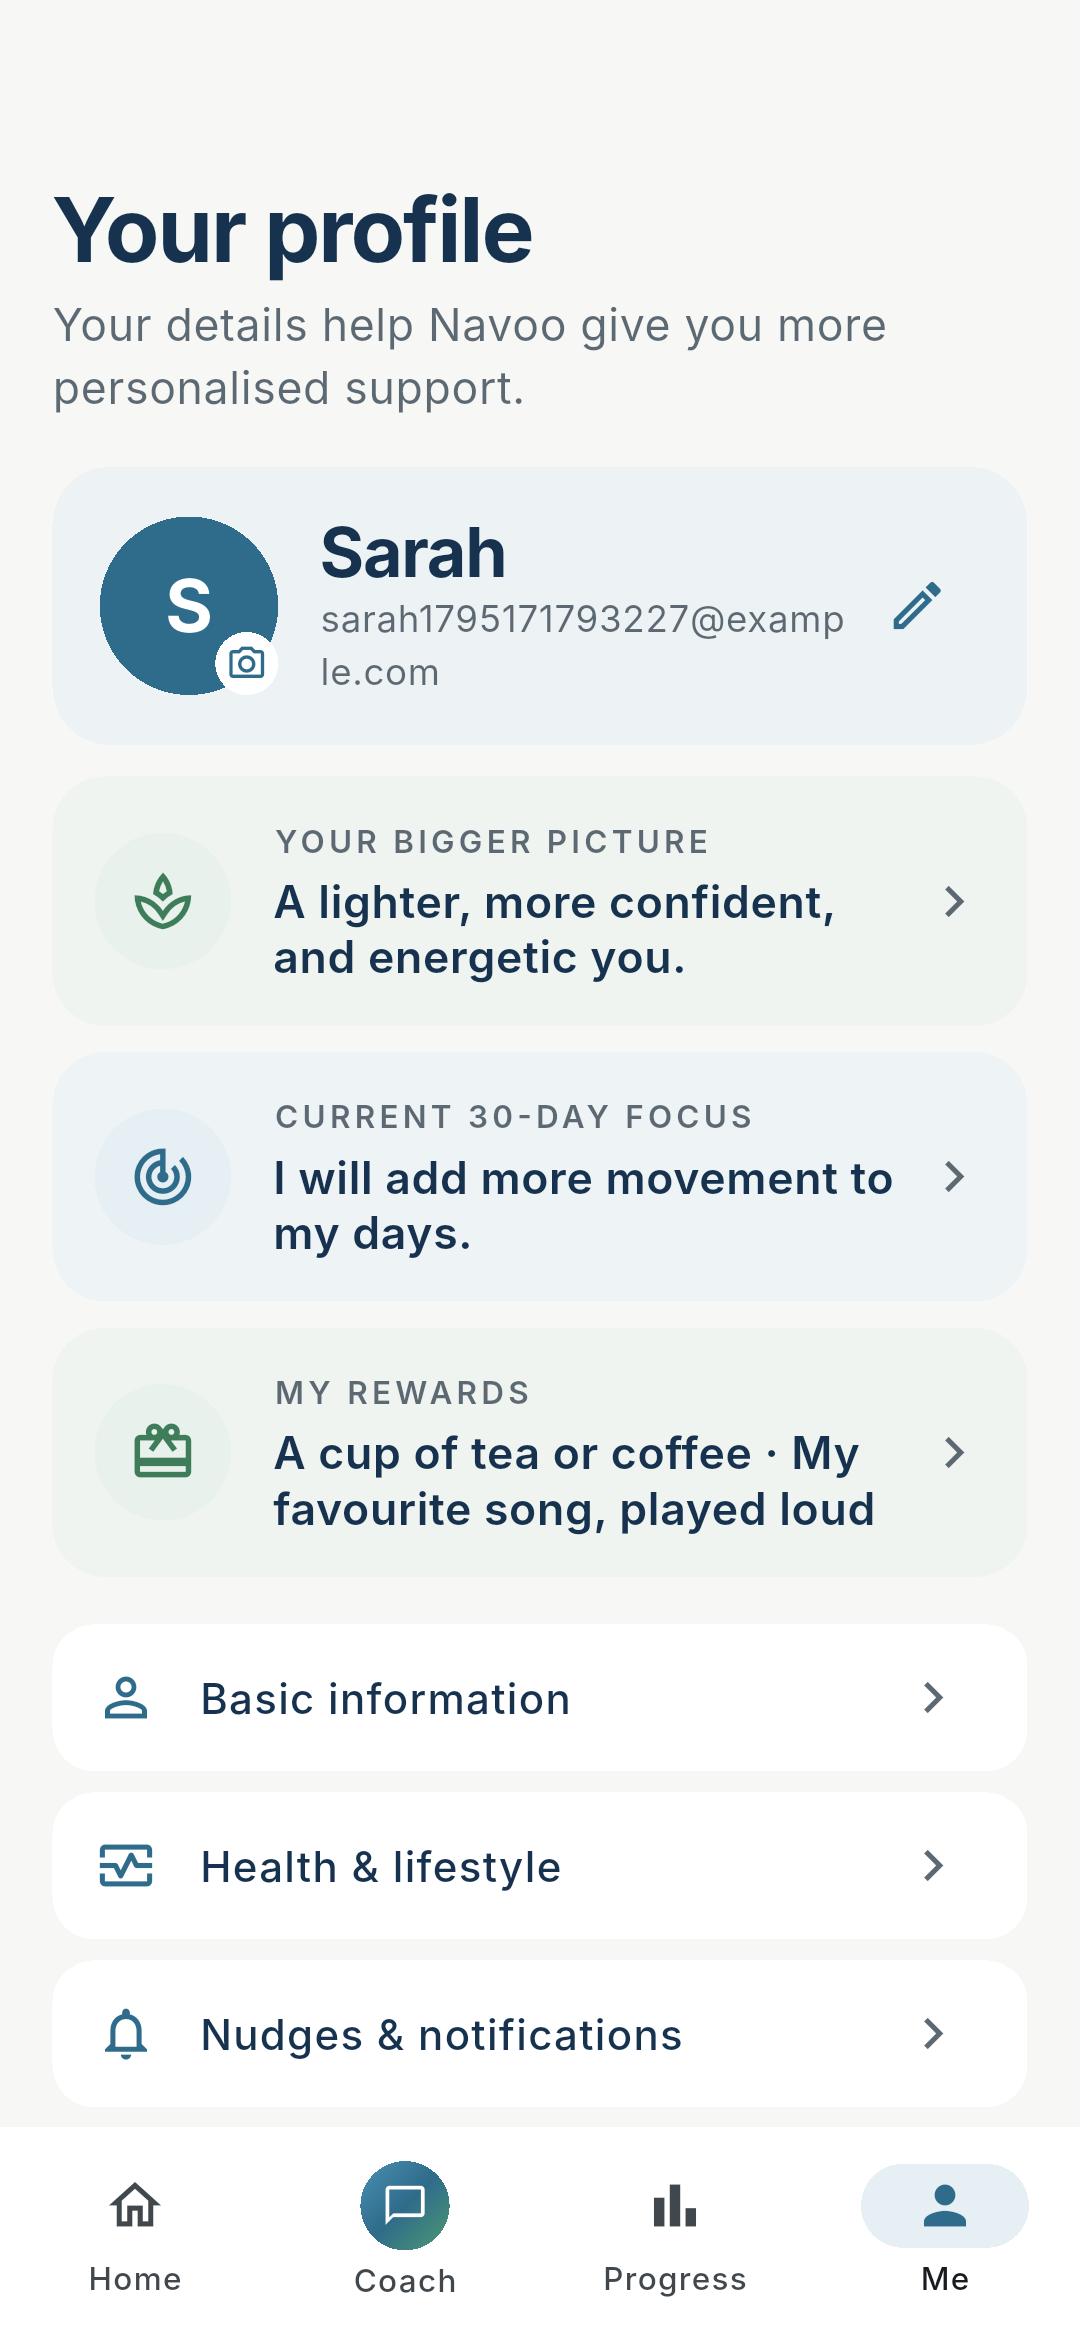 Your profile
Your details help Navoo give you more
personalised support.
S
Sarah
sarah1795171793227@examp
le.com
YOUR BIGGER PICTURE
A lighter, more confident,
and energetic you.
CURRENT 30-DAY FOCUS
I will add more movement to
my days.
MY REWARDS
A cup of tea or coffee · My
favourite song, played loud
Basic information
Health & lifestyle
Nudges & notifications
Home
Coach
Progress
Me